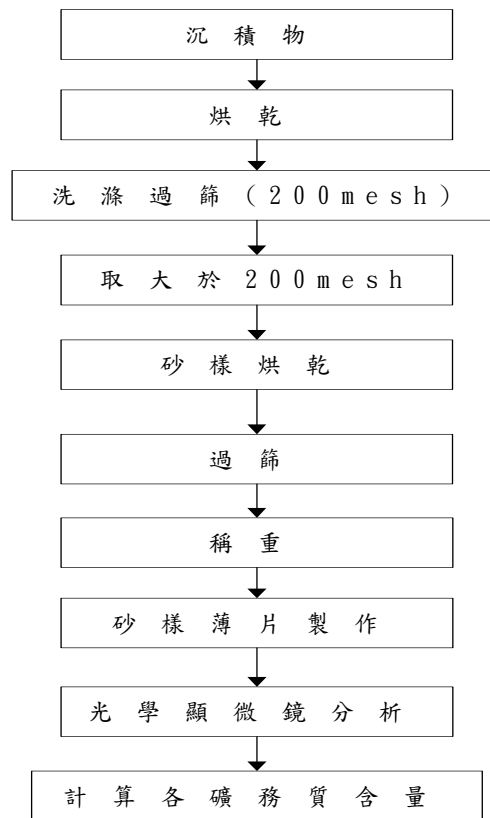 沉積物
烘乾
洗滌過篩(200mesh)
取大於200mesh
砂樣烘乾
過篩
稱重
砂樣薄片製作
光學顯微鏡分析
計算各礦務質含量